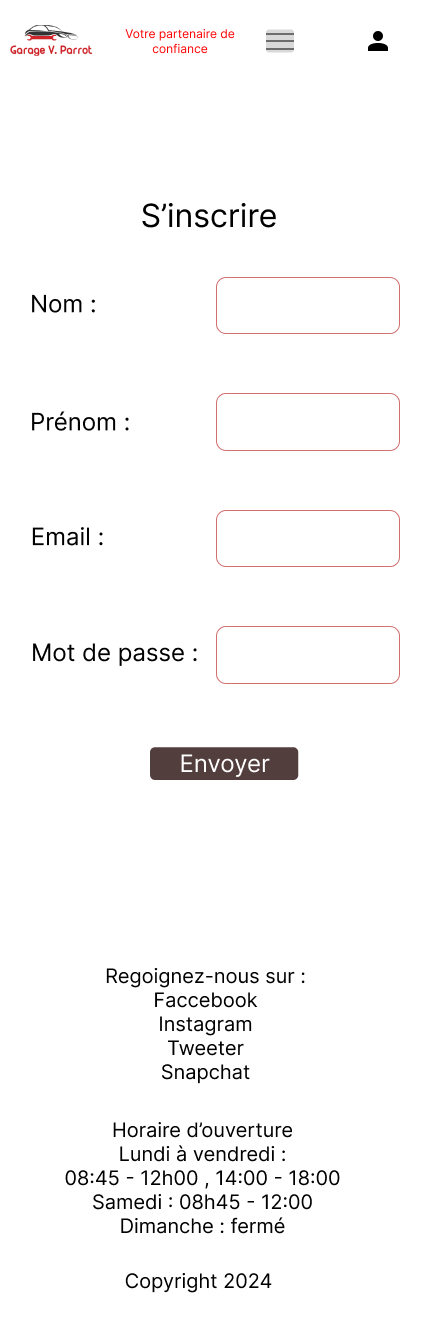 Garage V. Parrot
Votre partenaire de
confiance
S’inscrire
Nom :
Prénom :
Email :
Mot de passe :
Envoyer
Regoignez-nous sur :
Faccebook
Instagram
Tweeter
Snapchat
Horaire d’ouverture
Lundi à vendredi :
08:45 - 12h00 , 14:00 - 18:00
Samedi : 08h45 - 12:00
Dimanche : fermé
Copyright 2024